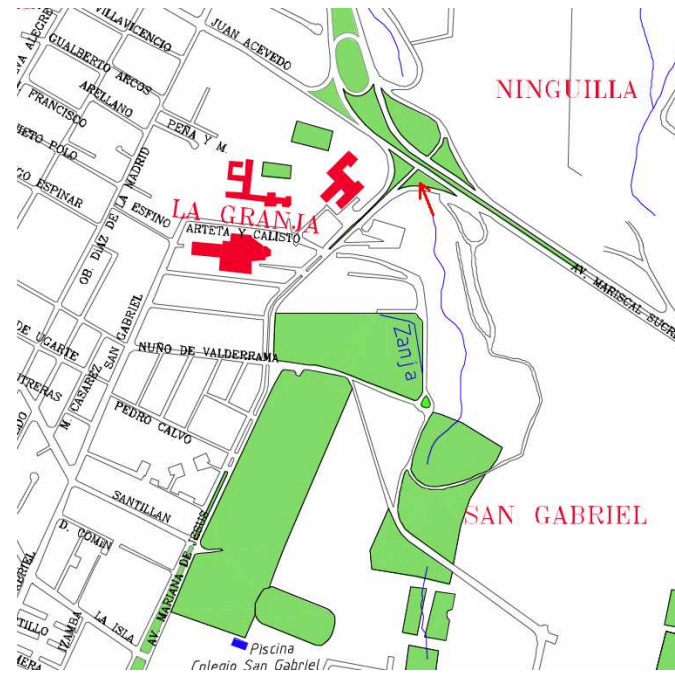 VILLAVICENCIO
JUAN ACEVEDO
GUALBERTO ARCOS
ARELLANO
FRANCISCO
PEÑA Y M.
NINGUILLA
OB. DIAZ DE LA MADRID
ESPINAR
ESFINO
LA GRANJA
ARTETA Y CALISTO
AV. MARISCAL SUCRE
SAN GABRIEL
DE UGARTE
NUÑO DE VALDERRAMA
Zanja
M. CASAREZ
PEDRO CALVO
SANTILLAN
SAN GABRIEL
D. COMIN
AV. MARIANA DE JESUS
LA ISLA
IZAMBA
Piscina
Colegio San Gabriel